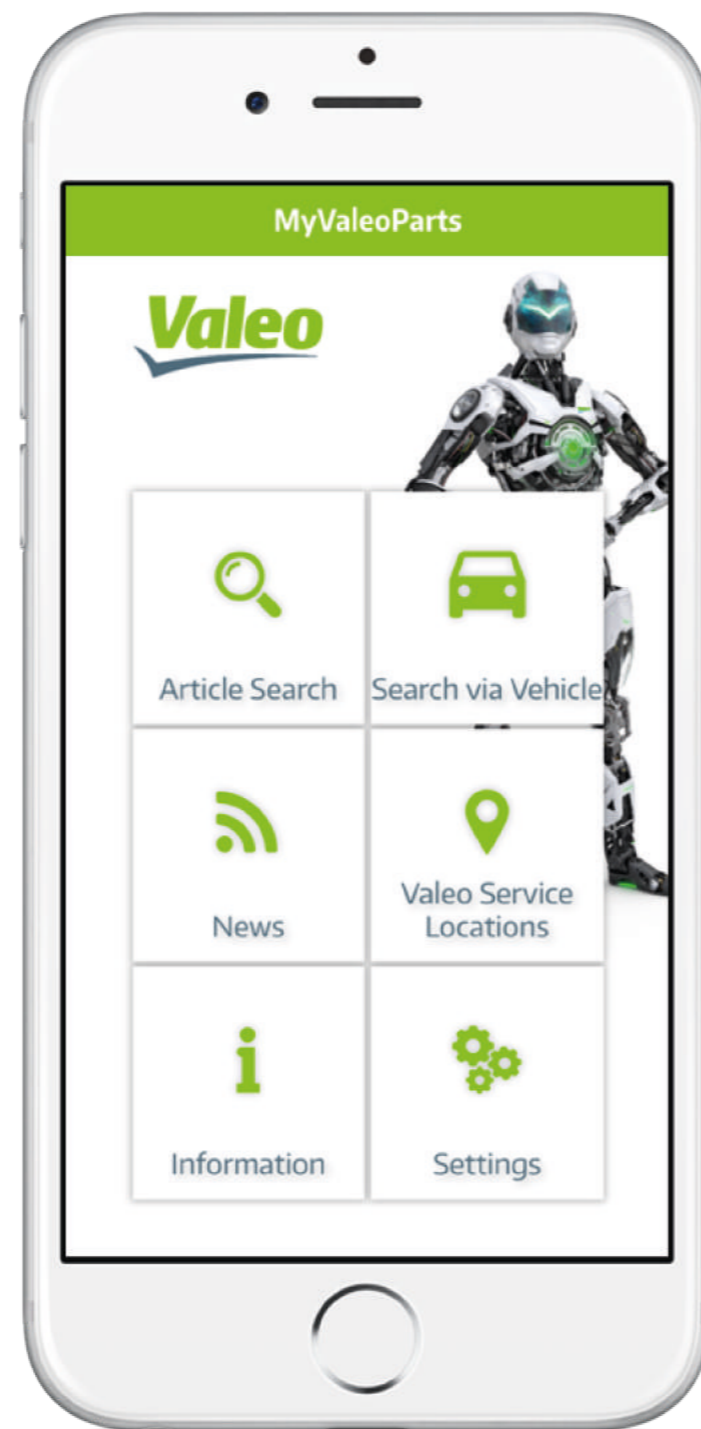 MyValeoParts
Valeo
Article Search
Search via Vehicle
News
Valeo Service
Locations
Information
Settings